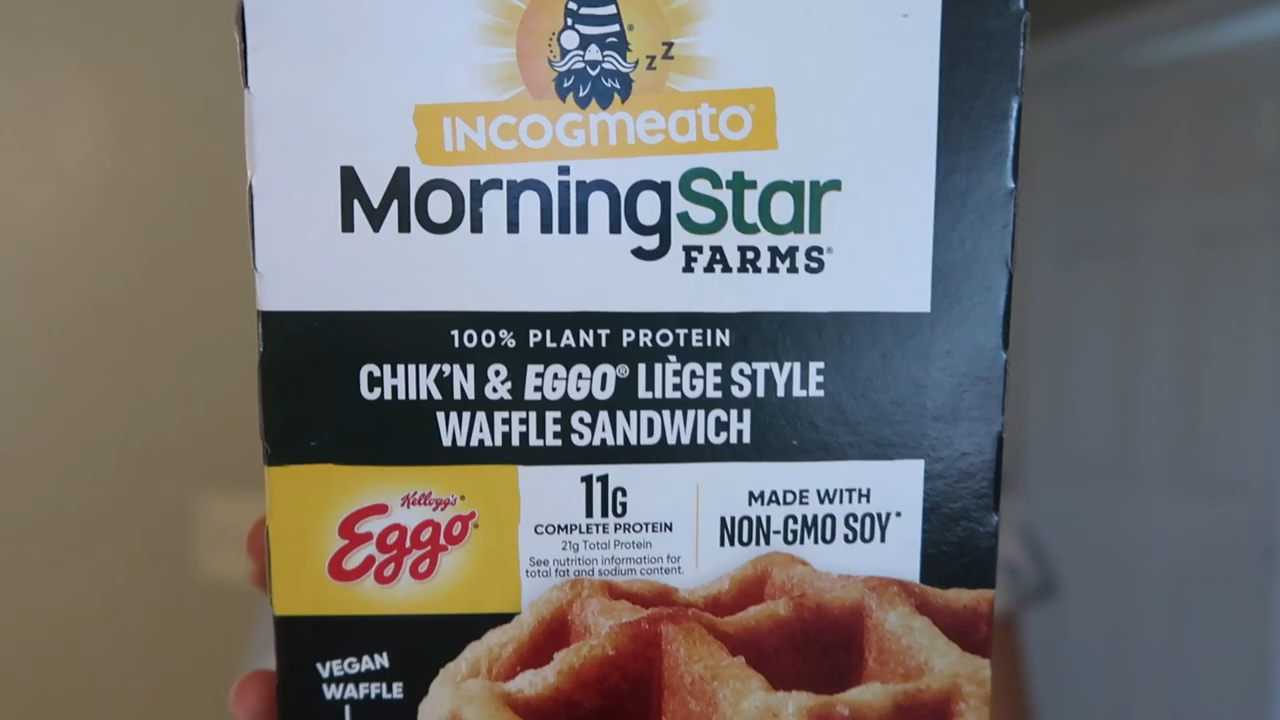 z Z
INCOGmeato®
MorningStar
FARMS®
100% PLANT PROTEIN
CHIK'N & EGGO® LIÈGE STYLE
WAFFLE SANDWICH
Kellogg's®
Eggo®
11G
COMPLETE PROTEIN
21g Total Protein
See nutrition information for
total fat and sodium content.
MADE WITH
NON-GMO SOY*
VEGAN
WAFFLE